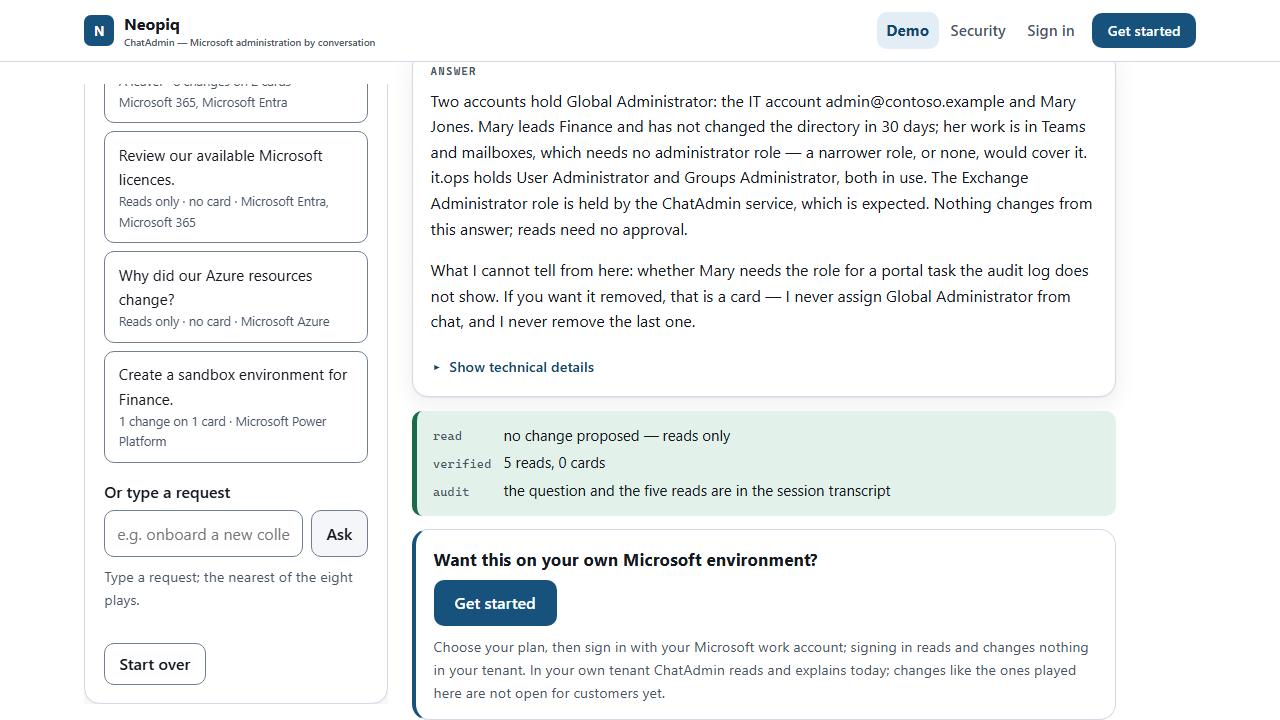 N
Neopiq
ChatAdmin — Microsoft administration by conversation
Demo
Security
Sign in
Get started
Microsoft 365, Microsoft Entra
Review our available Microsoft
licences.
Reads only · no card · Microsoft Entra,
Microsoft 365
Why did our Azure resources
change?
Reads only · no card · Microsoft Azure
Create a sandbox environment for
Finance.
1 change on 1 card · Microsoft Power
Platform
Or type a request
e.g. onboard a new colle
Ask
Type a request; the nearest of the eight
plays.
Start over
ANSWER
Two accounts hold Global Administrator: the IT account admin@contoso.example and Mary
Jones. Mary leads Finance and has not changed the directory in 30 days; her work is in Teams
and mailboxes, which needs no administrator role — a narrower role, or none, would cover it.
it.ops holds User Administrator and Groups Administrator, both in use. The Exchange
Administrator role is held by the ChatAdmin service, which is expected. Nothing changes from
this answer; reads need no approval.
What I cannot tell from here: whether Mary needs the role for a portal task the audit log does
not show. If you want it removed, that is a card — I never assign Global Administrator from
chat, and I never remove the last one.
▸ Show technical details
read no change proposed — reads only
verified 5 reads, 0 cards
audit the question and the five reads are in the session transcript
Want this on your own Microsoft environment?
Get started
Choose your plan, then sign in with your Microsoft work account; signing in reads and changes nothing
in your tenant. In your own tenant ChatAdmin reads and explains today; changes like the ones played
here are not open for customers yet.